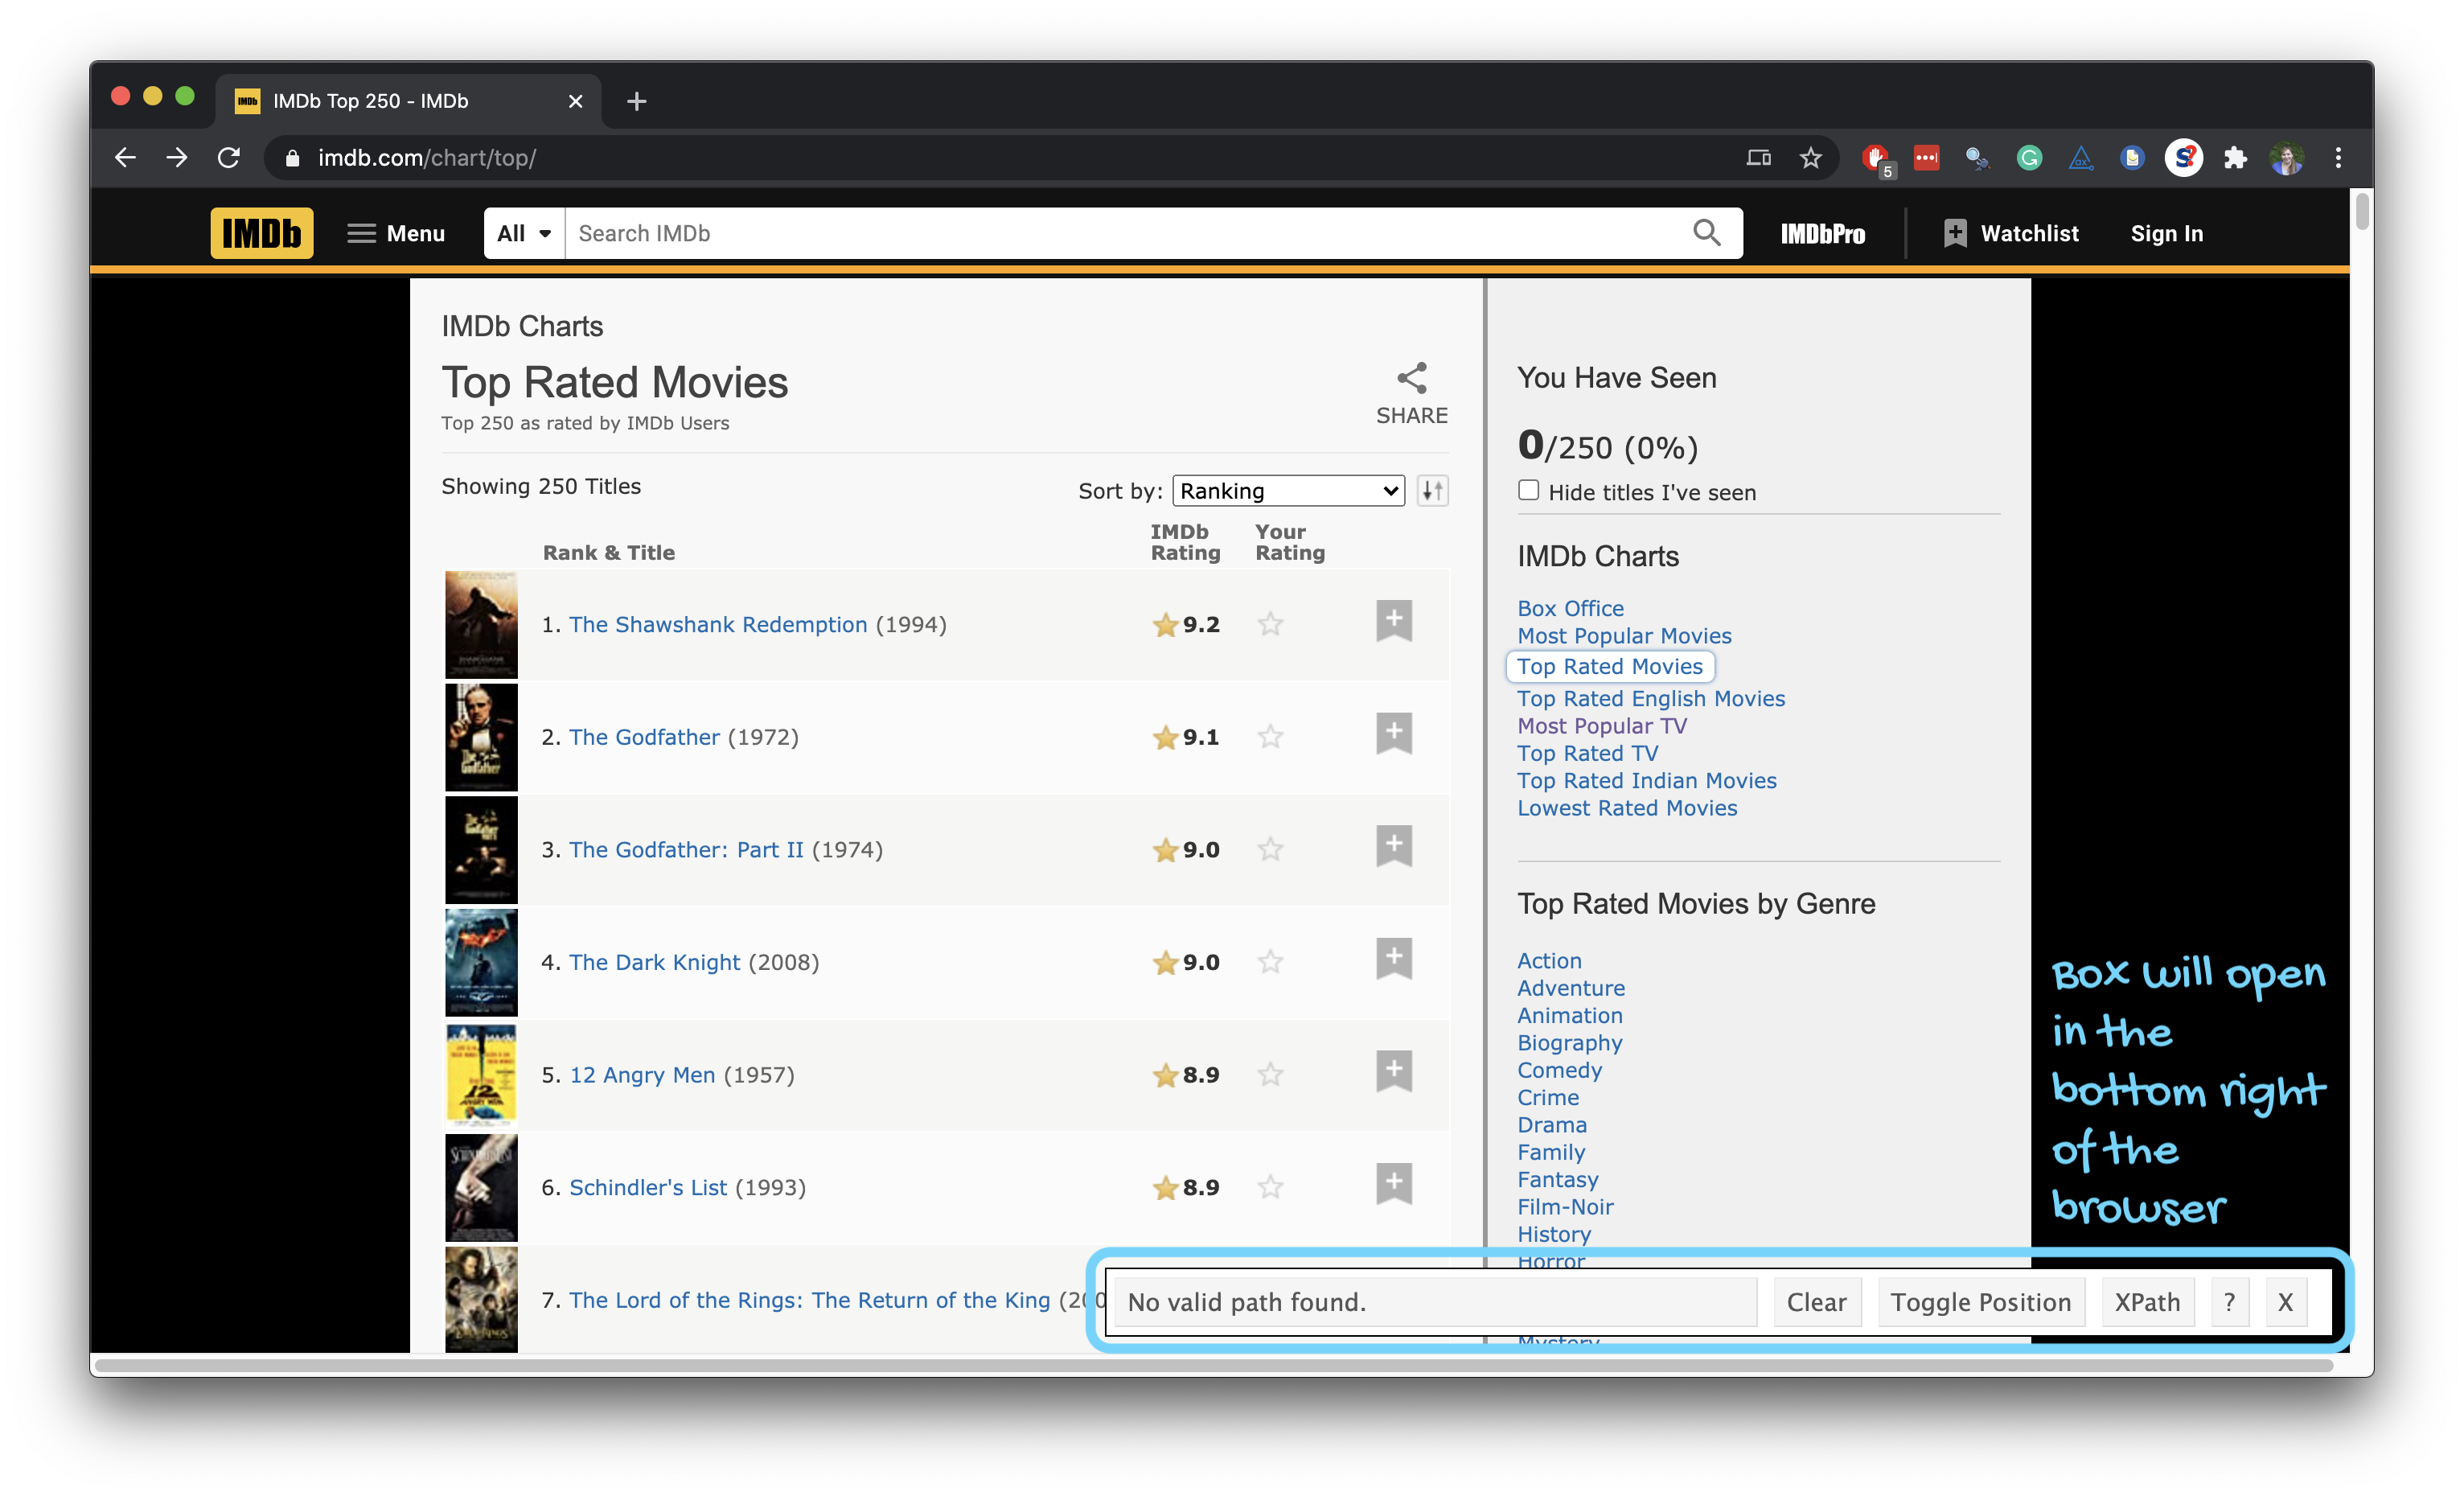 IMDb IMDb Top 250 - IMDb
imdb.com/chart/top/
5
IMDb Menu All Search IMDb IMDbPro Watchlist Sign In
IMDb Charts
Top Rated Movies
Top 250 as rated by IMDb Users
SHARE
Showing 250 Titles
Sort by: Ranking
Rank & Title IMDb Rating Your Rating
1. The Shawshank Redemption (1994) 9.2
2. The Godfather (1972) 9.1
3. The Godfather: Part II (1974) 9.0
4. The Dark Knight (2008) 9.0
5. 12 Angry Men (1957) 8.9
6. Schindler's List (1993) 8.9
7. The Lord of the Rings: The Return of the King (200
You Have Seen
0/250 (0%)
Hide titles I've seen
IMDb Charts
Box Office
Most Popular Movies
Top Rated Movies
Top Rated English Movies
Most Popular TV
Top Rated TV
Top Rated Indian Movies
Lowest Rated Movies
Top Rated Movies by Genre
Action
Adventure
Animation
Biography
Comedy
Crime
Drama
Family
Fantasy
Film-Noir
History
Horror
Mystery
Box will open
in the
bottom right
of the
browser
No valid path found. Clear Toggle Position XPath ? X